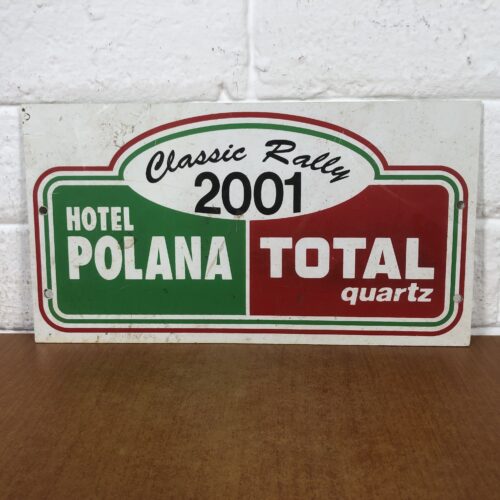 Classic Rally
2001
HOTEL
POLANA
TOTAL
quartz